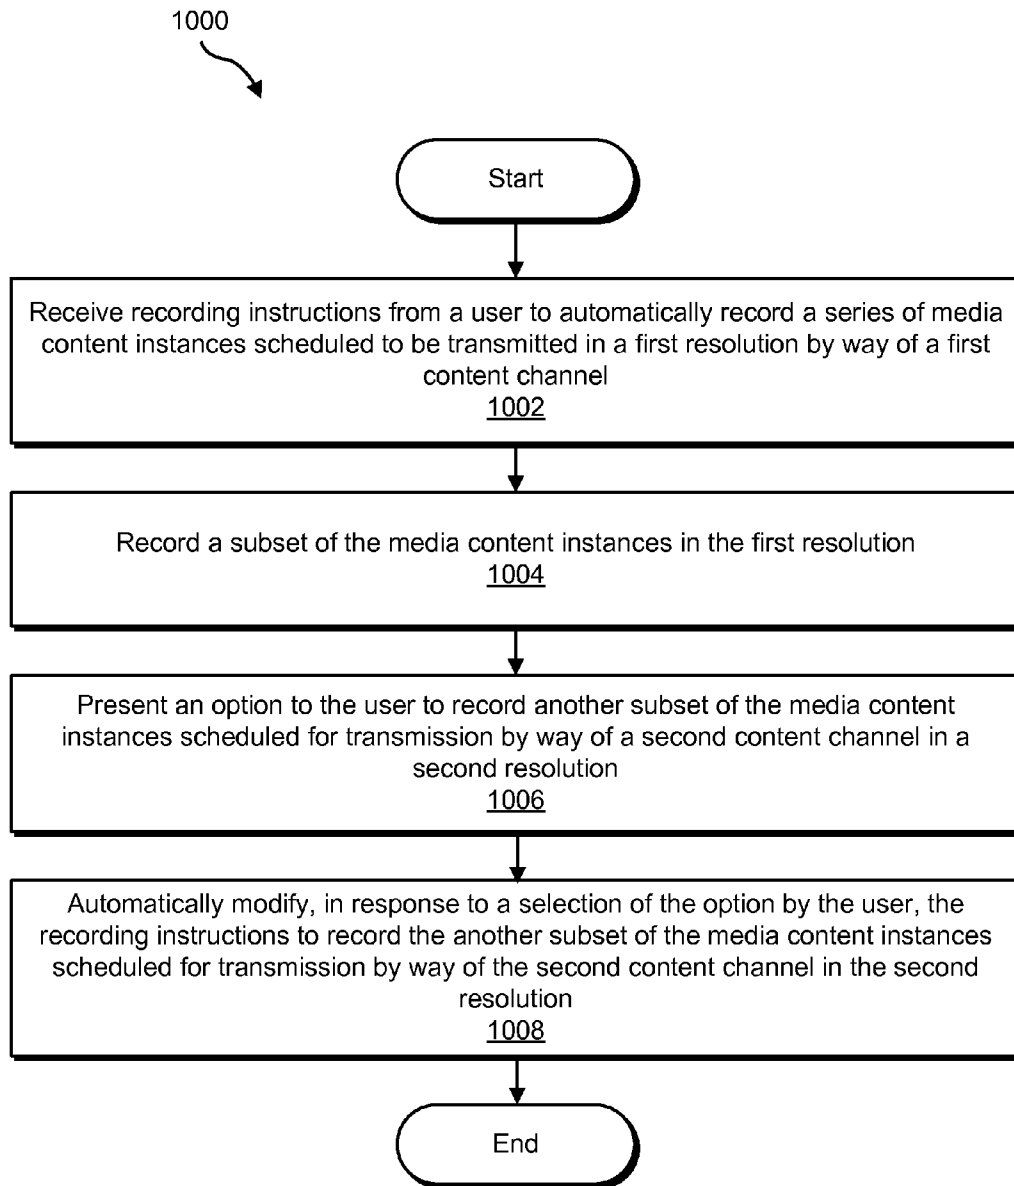 1000
Start
Receive recording instructions from a user to automatically record a series of media
content instances scheduled to be transmitted in a first resolution by way of a first
content channel
1002
Record a subset of the media content instances in the first resolution
1004
Present an option to the user to record another subset of the media content
instances scheduled for transmission by way of a second content channel in a
second resolution
1006
Automatically modify, in response to a selection of the option by the user, the
recording instructions to record the another subset of the media content instances
scheduled for transmission by way of the second content channel in the second
resolution
1008
End